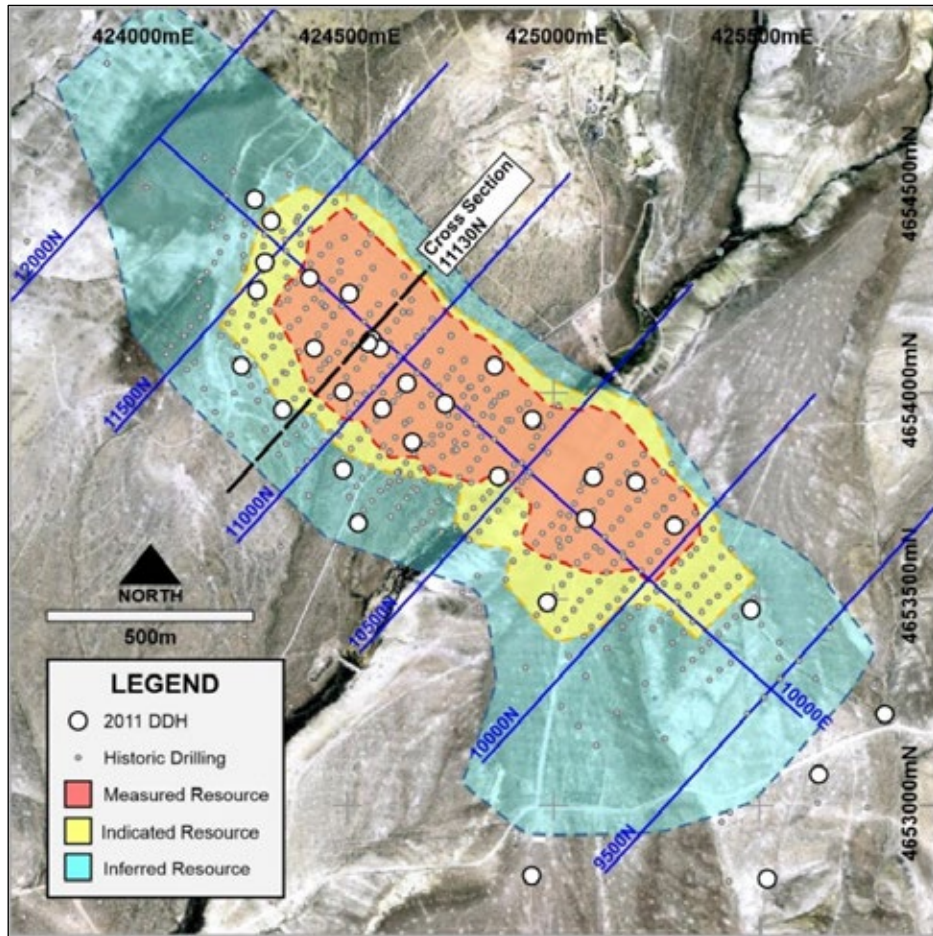 424000mE
424500mE
425000mE
425500mE
4654500mN
4654000mN
4653500mN
4653000mN
12000N
11500N
11000N
10500N
10000N
9500N
10000E
Cross Section
11130N
NORTH
500m
LEGEND
2011 DDH
Historic Drilling
Measured Resource
Indicated Resource
Inferred Resource